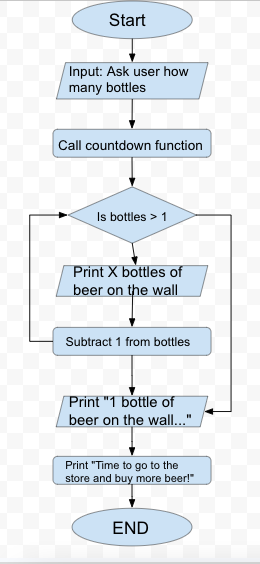 Start
Input: Ask user how
many bottles
Call countdown function
Is bottles > 1
Print X bottles of
beer on the wall
Subtract 1 from bottles
Print "1 bottle of
beer on the wall..."
Print "Time to go to the
store and buy more beer!"
END